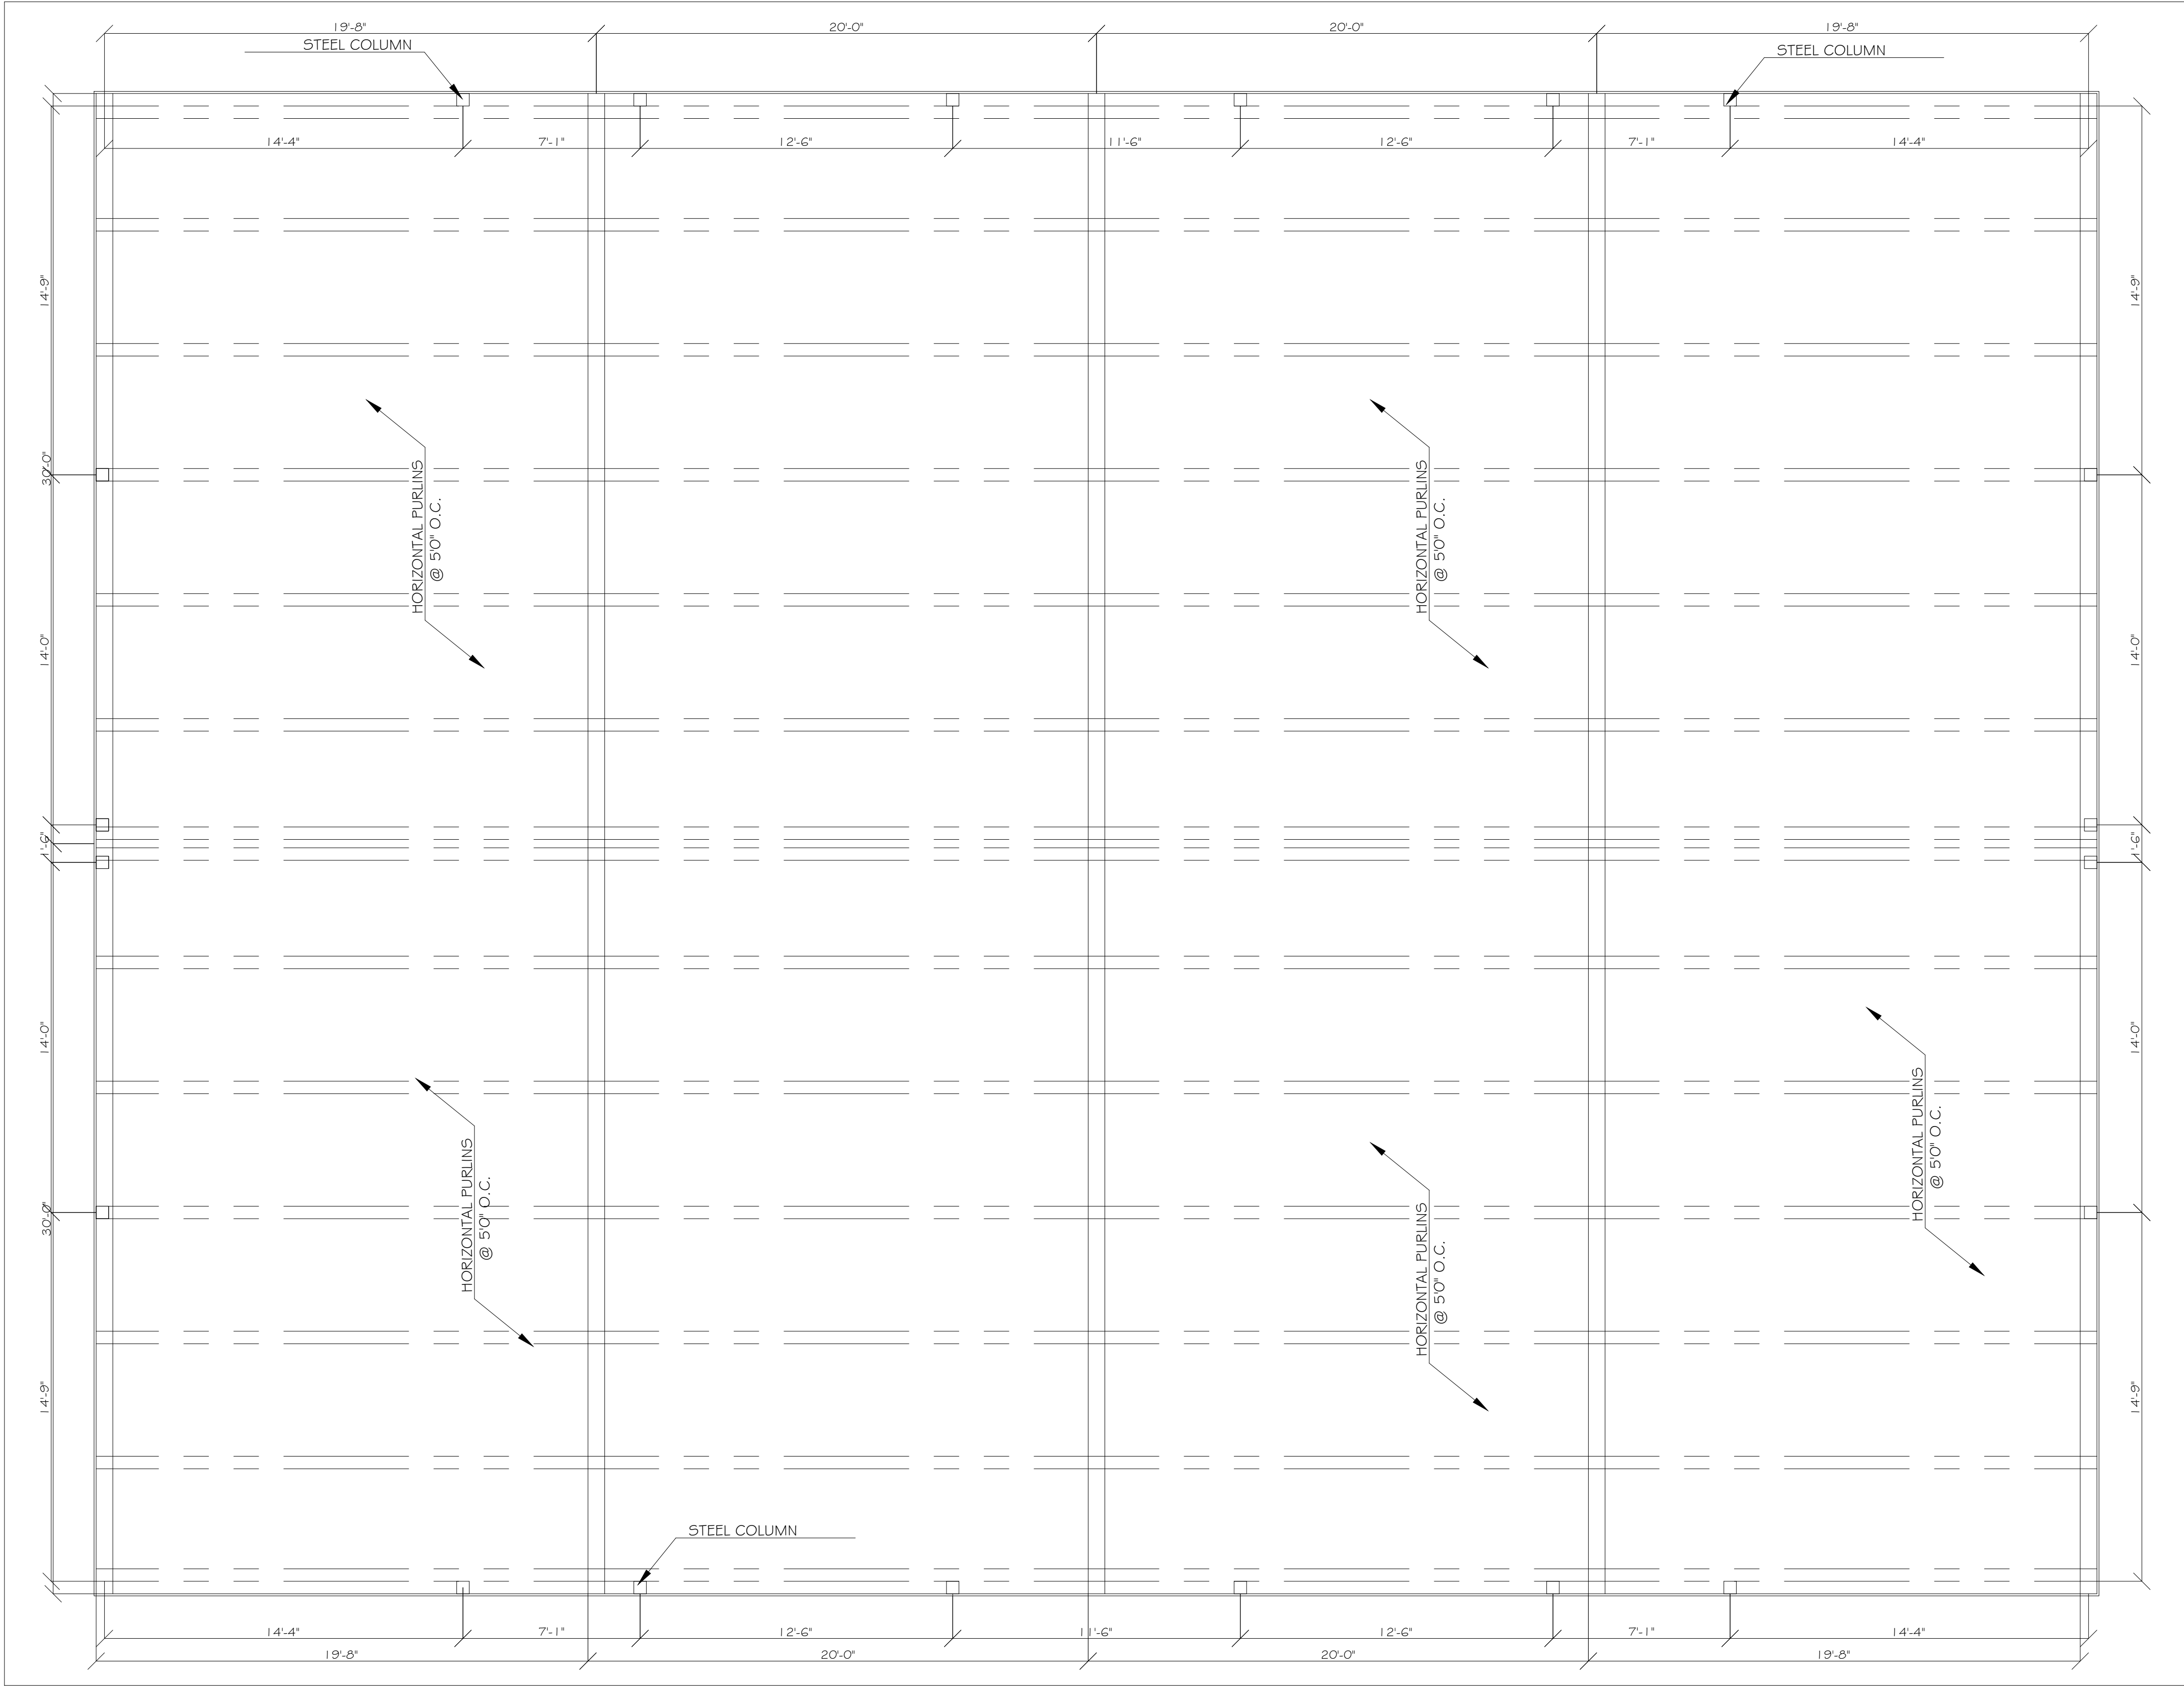 19'-8"
20'-0"
20'-0"
19'-8"
STEEL COLUMN
STEEL COLUMN
14'-4"
7'-1"
12'-6"
11'-6"
12'-6"
7'-1"
14'-4"
14'-9"
14'-9"
30'-0"
HORIZONTAL PURLINS
@ 5'0" O.C.
HORIZONTAL PURLINS
@ 5'0" O.C.
14'-0"
14'-0"
1'-6"
1'-6"
14'-0"
14'-0"
HORIZONTAL PURLINS
@ 5'0" O.C.
HORIZONTAL PURLINS
@ 5'0" O.C.
HORIZONTAL PURLINS
@ 5'0" O.C.
30'-0"
14'-9"
14'-9"
STEEL COLUMN
14'-4"
7'-1"
12'-6"
11'-6"
12'-6"
7'-1"
14'-4"
19'-8"
20'-0"
20'-0"
19'-8"